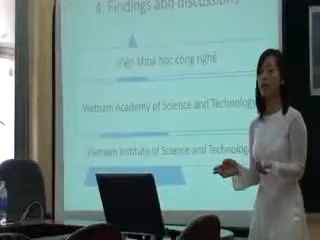 4. Findings and discussions
Viện khoa học công nghệ
Vietnam Academy of Science and Technology
Vietnam Institute of Science and Technology